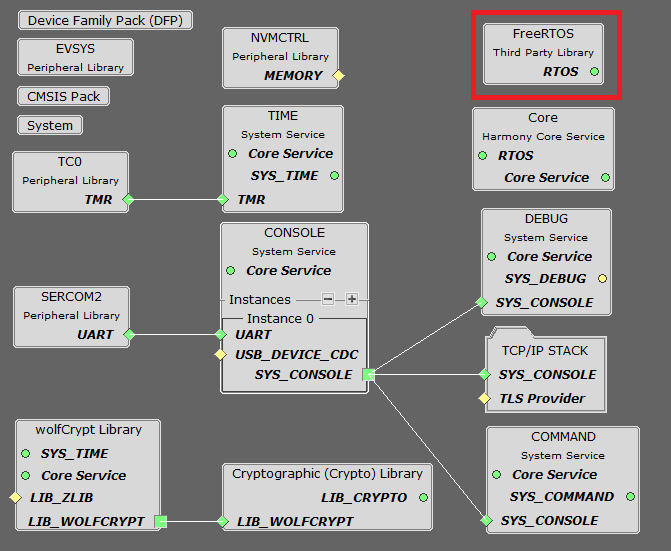 Device Family Pack (DFP)
EVSYS
Peripheral Library
CMSIS Pack
System
NVMCTRL
Peripheral Library
MEMORY
FreeRTOS
Third Party Library
RTOS
TC0
Peripheral Library
TMR
TIME
System Service
Core Service
SYS_TIME
TMR
Core
Harmony Core Service
RTOS
Core Service
SERCOM2
Peripheral Library
UART
CONSOLE
System Service
Core Service
Instances
Instance 0
UART
USB_DEVICE_CDC
SYS_CONSOLE
DEBUG
System Service
Core Service
SYS_DEBUG
SYS_CONSOLE
TCP/IP STACK
SYS_CONSOLE
TLS Provider
wolfCrypt Library
SYS_TIME
Core Service
LIB_ZLIB
LIB_WOLFCRYPT
Cryptographic (Crypto) Library
LIB_CRYPTO
LIB_WOLFCRYPT
COMMAND
System Service
Core Service
SYS_COMMAND
SYS_CONSOLE